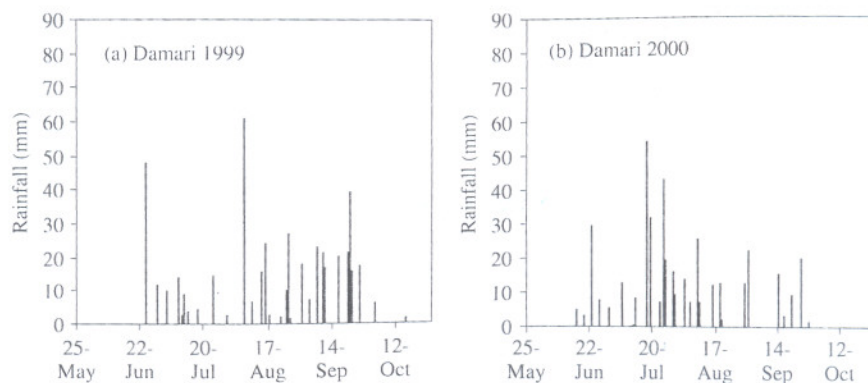 (a) Damari 1999
Rainfall (mm)
90
80
70
60
50
40
30
20
10
0
25-
May
22-
Jun
20-
Jul
17-
Aug
14-
Sep
12-
Oct
(b) Damari 2000
Rainfall (mm)
90
80
70
60
50
40
30
20
10
0
25-
May
22-
Jun
20-
Jul
17-
Aug
14-
Sep
12-
Oct